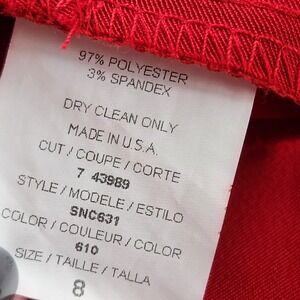 97% POLYESTER
3% SPANDEX
DRY CLEAN ONLY
MADE IN U.S.A.
CUT / COUPE / CORTE
7 43989
STYLE / MODELE / ESTILO
SNC631
COLOR / COULEUR / COLOR
610
SIZE / TAILLE / TALLA
8